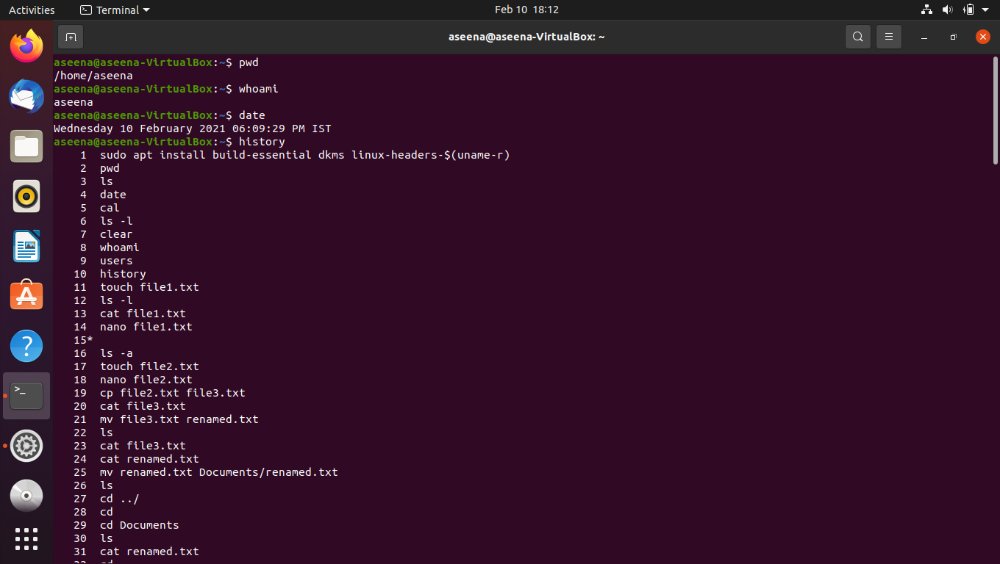 Activities Terminal Feb 10 18:12
aseena@aseena-VirtualBox: ~
aseena@aseena-VirtualBox:~$ pwd
/home/aseena
aseena@aseena-VirtualBox:~$ whoami
aseena
aseena@aseena-VirtualBox:~$ date
Wednesday 10 February 2021 06:09:29 PM IST
aseena@aseena-VirtualBox:~$ history
1 sudo apt install build-essential dkms linux-headers-$(uname-r)
2 pwd
3 ls
4 date
5 cal
6 ls -l
7 clear
8 whoami
9 users
10 history
11 touch file1.txt
12 ls -l
13 cat file1.txt
14 nano file1.txt
15*
16 ls -a
17 touch file2.txt
18 nano file2.txt
19 cp file2.txt file3.txt
20 cat file3.txt
21 mv file3.txt renamed.txt
22 ls
23 cat file3.txt
24 cat renamed.txt
25 mv renamed.txt Documents/renamed.txt
26 ls
27 cd ../
28 cd
29 cd Documents
30 ls
31 cat renamed.txt